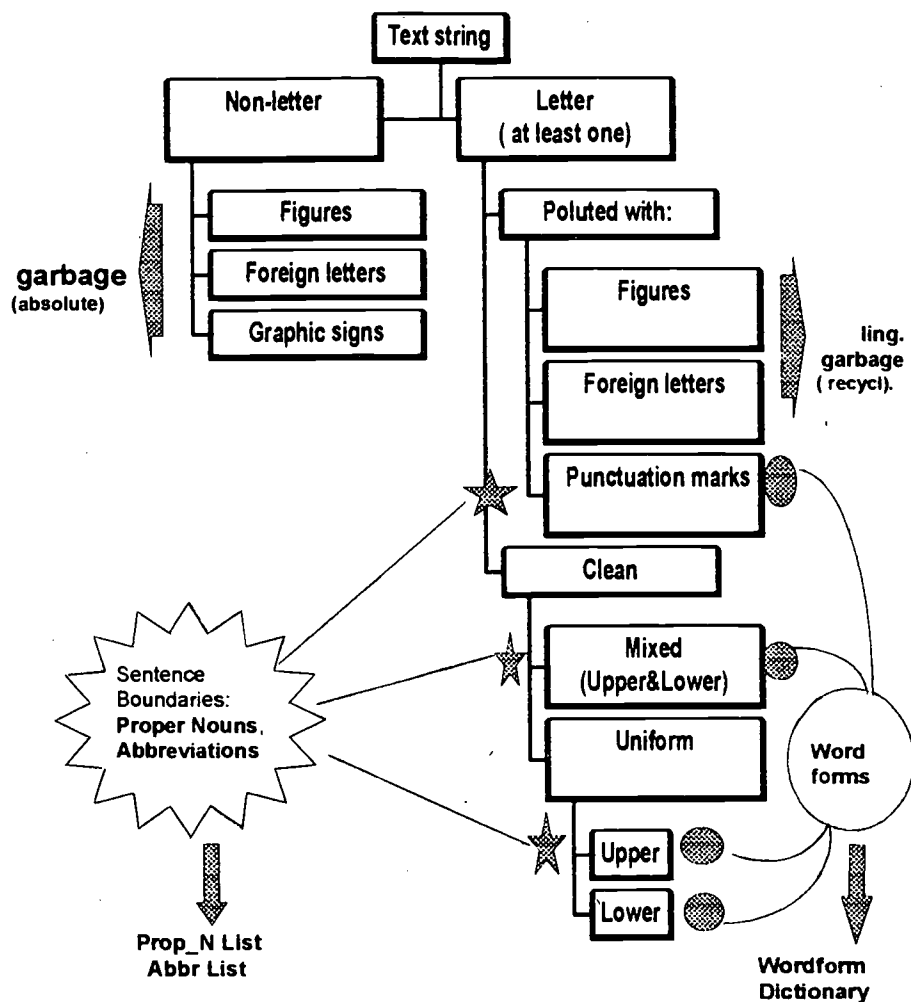 Text string
Non-letter
Letter
( at least one)
Figures
Foreign letters
Graphic signs
garbage
(absolute)
Poluted with:
Figures
Foreign letters
Punctuation marks
ling.
garbage
( recycl).
Clean
Mixed
(Upper&Lower)
Uniform
Upper
Lower
Sentence
Boundaries:
Proper Nouns,
Abbreviations
Word
forms
Prop_N List
Abbr List
Wordform
Dictionary